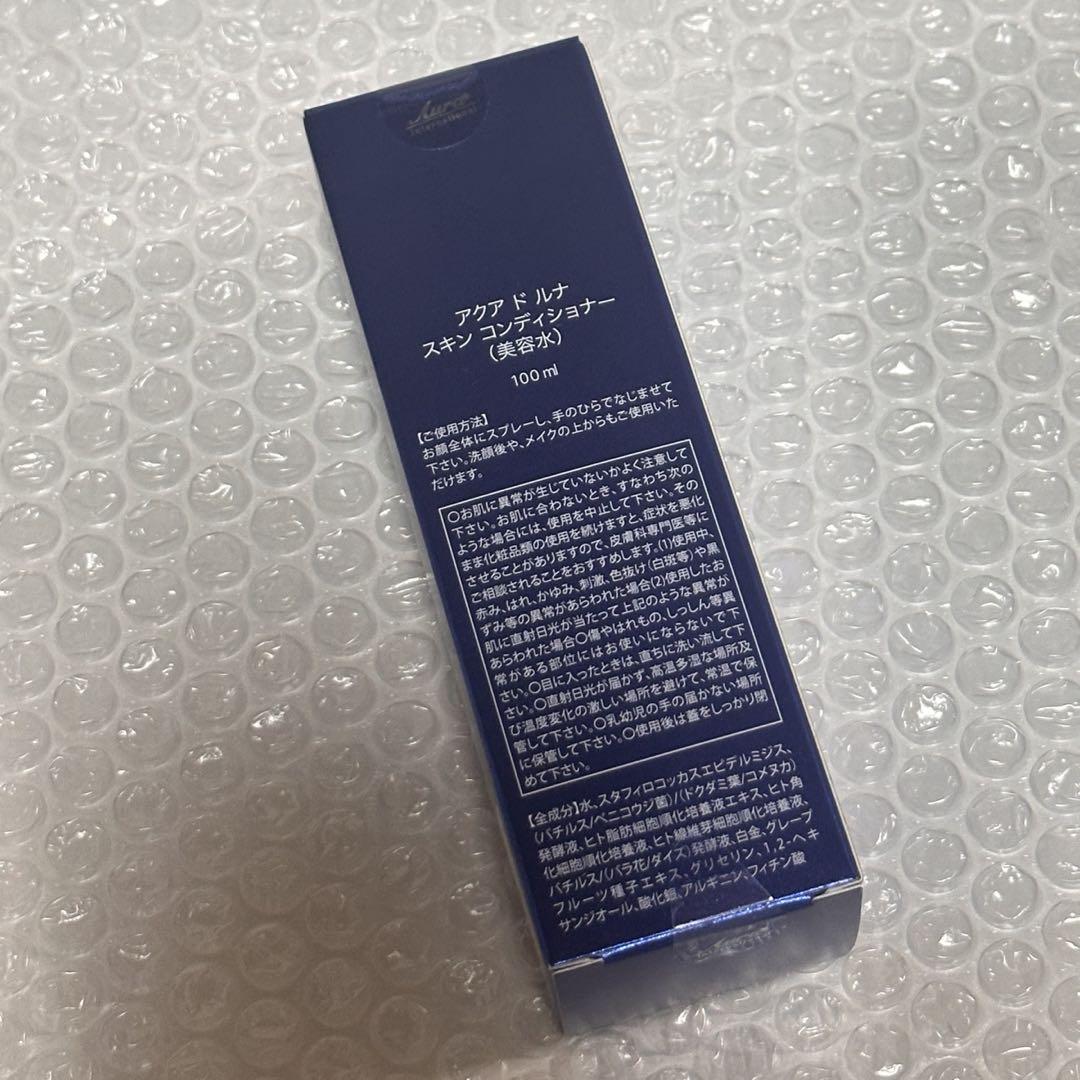 Aura
International
アクア ド ルナ
スキン コンディショナー
（美容水）
100ml
【ご使用方法】
お顔全体にスプレーし、手のひらでなじませて
下さい。洗顔後や、メイクの上からもご使用いた
だけます。
○お肌に異常が生じていないかよく注意して
下さい。お肌に合わないとき、すなわち次の
ような場合には、使用を中止して下さい。その
まま化粧品類の使用を続けますと、症状を悪化
させることがありますので、皮膚科専門医等に
ご相談されることをおすすめします。(1)使用中、
赤み、はれ、かゆみ、刺激、色抜け（白斑等）や黒
ずみ等の異常があらわれた場合(2)使用したお
肌に直射日光が当たって上記のような異常が
あらわれた場合○傷やはれもの、しっしん等異
常がある部位にはお使いにならないで下
さい。○目に入ったときは、直ちに洗い流して下
さい。○直射日光が届かず、高温多湿な場所及
び温度変化の激しい場所を避けて、常温で保
管して下さい。○乳幼児の手の届かない場所
に保管して下さい。○使用後は蓋をしっかり閉
めて下さい。
【全成分】水、スタフィロコッカスエピデルミジス、
(バチルス/ベニコウジ菌)/(ドクダミ葉/コメヌカ)
発酵液、ヒト脂肪細胞順化培養液エキス、ヒト角
化細胞順化培養液、ヒト線維芽細胞順化培養液、
バチルス/(バラ花/ダイズ)発酵液、白金、グレープ
フルーツ種子エキス、グリセリン、1,2-ヘキ
サンジオール、酸化鎧、アルギニン、フィチン酸